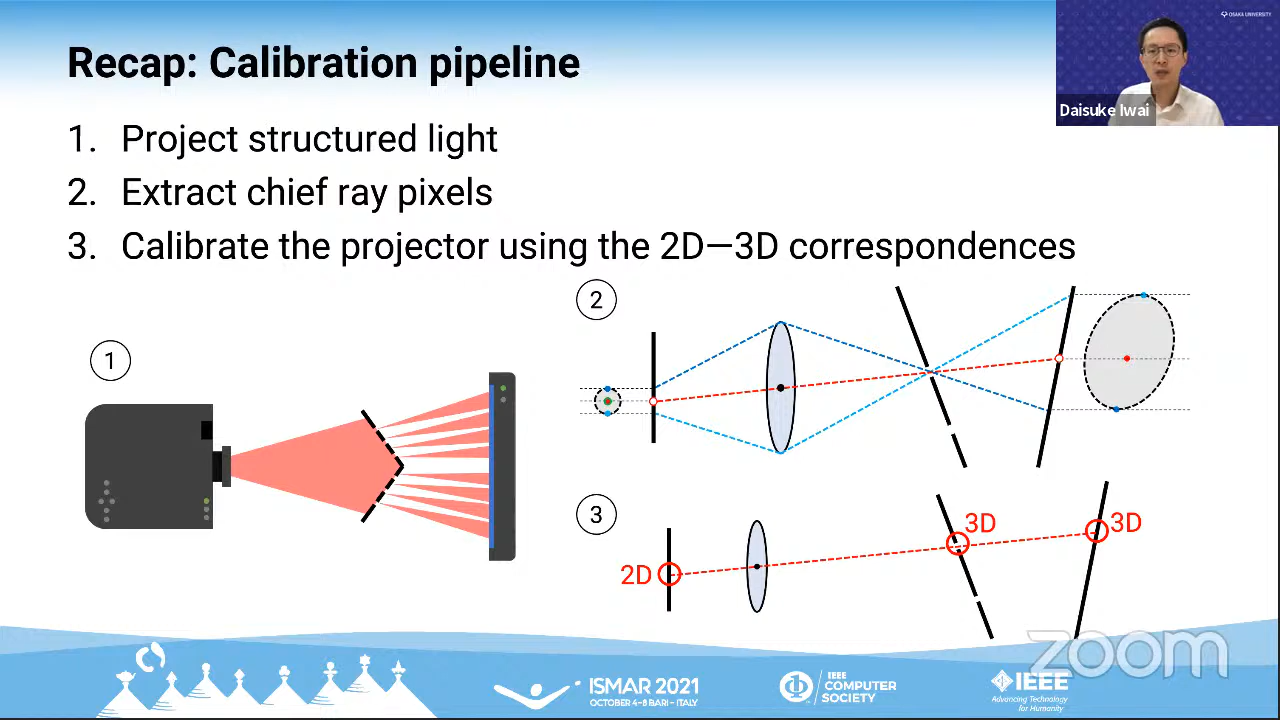 Recap: Calibration pipeline
OSAKA UNIVERSITY
Daisuke Iwai
1. Project structured light
2. Extract chief ray pixels
3. Calibrate the projector using the 2D—3D correspondences
1
2
3
2D
3D
3D
zoom
ISMAR 2021
OCTOBER 4-8 BARI - ITALY
IEEE
COMPUTER
SOCIETY
IEEE
Advancing Technology
for Humanity